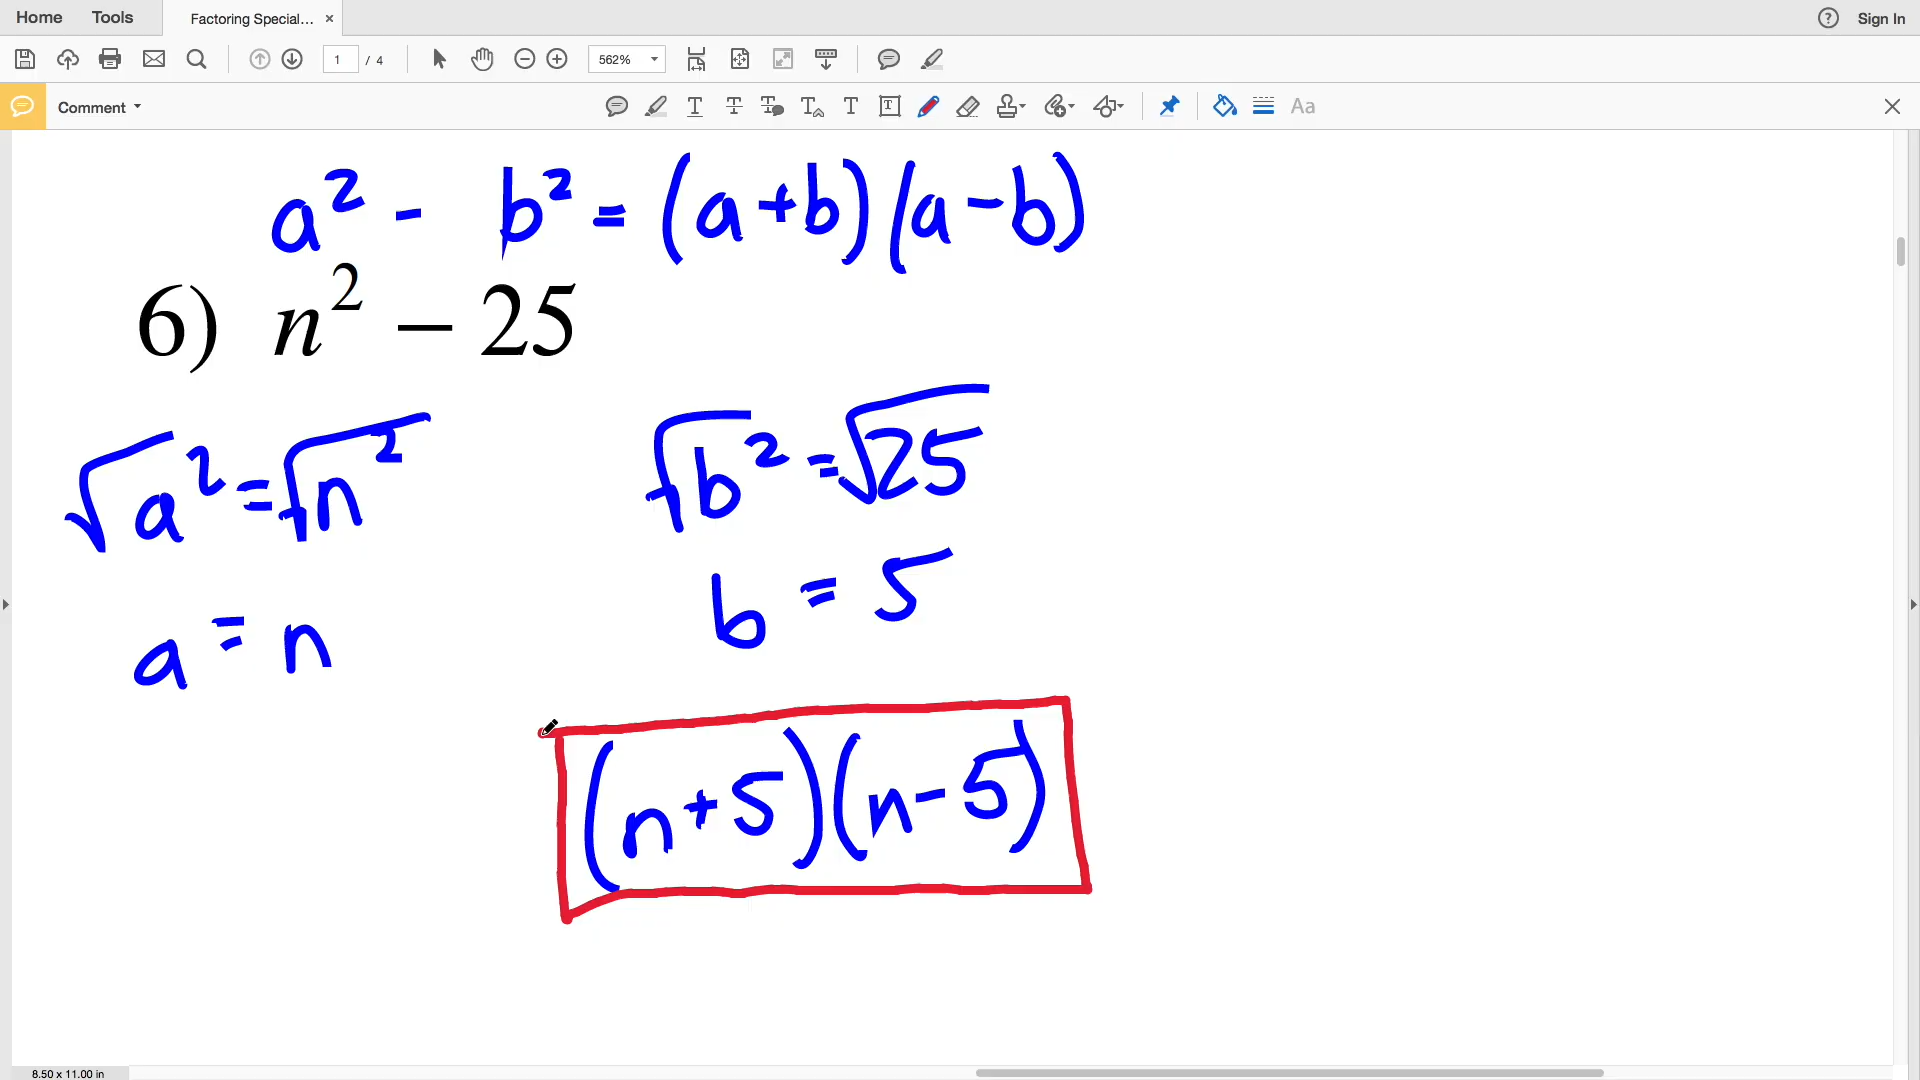 Home Tools Factoring Special... × ? Sign In
1 / 4 562%
Comment T T T T T T Aa
a² - b² = (a+b)(a-b)
6) n² − 25
√a² = √n² √b² = √25
b = 5
a = n
(n+5)(n-5)
8.50 x 11.00 in